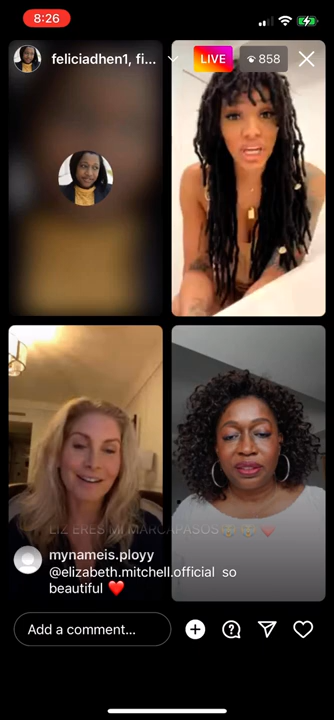 8:26
feliciadhen1, fi...
LIVE
858
LIZ ERES MI MARCAPASOS😍😍❤️
mynameis.ployy
@elizabeth.mitchell.official so
beautiful ❤️
Add a comment...